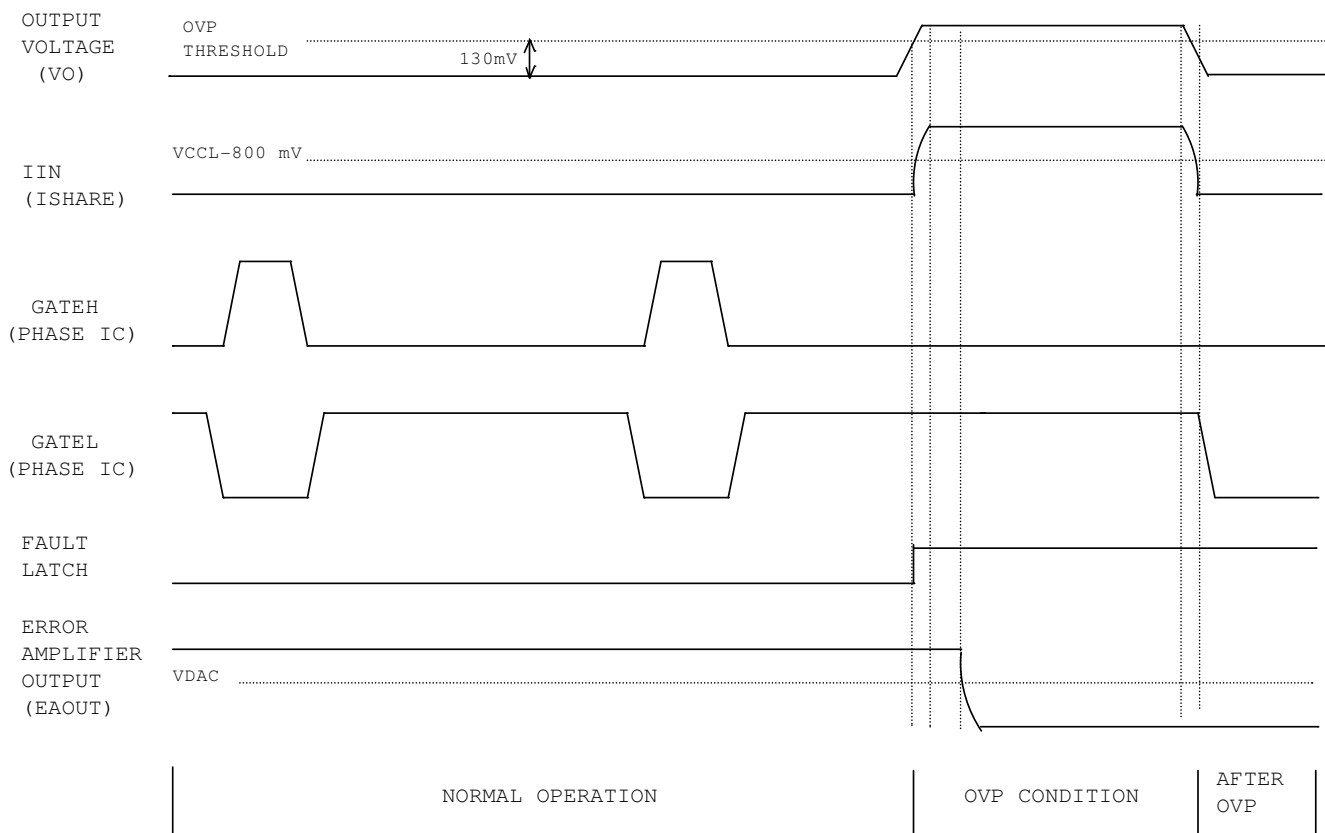 OUTPUT
VOLTAGE
(VO)
OVP
THRESHOLD
130mV
IIN
(ISHARE)
VCCL-800 mV
GATEH
(PHASE IC)
GATEL
(PHASE IC)
FAULT
LATCH
ERROR
AMPLIFIER
OUTPUT
(EAOUT)
VDAC
NORMAL OPERATION
OVP CONDITION
AFTER
OVP